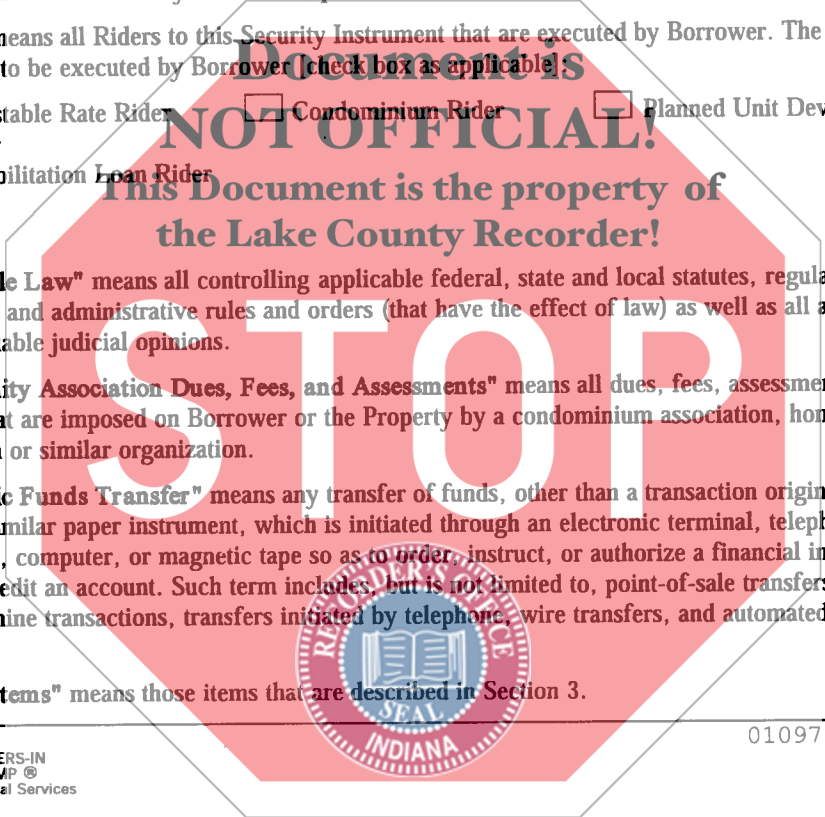 neans all Riders to this Security Instrument that are executed by Borrower. The
to be executed by Borrower [check box as applicable]:
Document is
stable Rate Rider Condominium Rider Planned Unit Dev
NOT OFFICIAL!
bilitation Loan Rider
This Document is the property of
the Lake County Recorder!
le Law" means all controlling applicable federal, state and local statutes, regula
and administrative rules and orders (that have the effect of law) as well as all a
able judicial opinions.
STOP
ity Association Dues, Fees, and Assessments" means all dues, fees, assessme
at are imposed on Borrower or the Property by a condominium association, hon
or similar organization.
c Funds Transfer" means any transfer of funds, other than a transaction origin
milar paper instrument, which is initiated through an electronic terminal, telep
, computer, or magnetic tape so as to order, instruct, or authorize a financial in
edit an account. Such term includes, but is not limited to, point-of-sale transfers
ine transactions, transfers initiated by telephone, wire transfers, and automated
RECORDER'S OFFICE
tems" means those items that are described in Section 3.
SEAL
INDIANA
01097
ERS-IN
MP ®
al Services